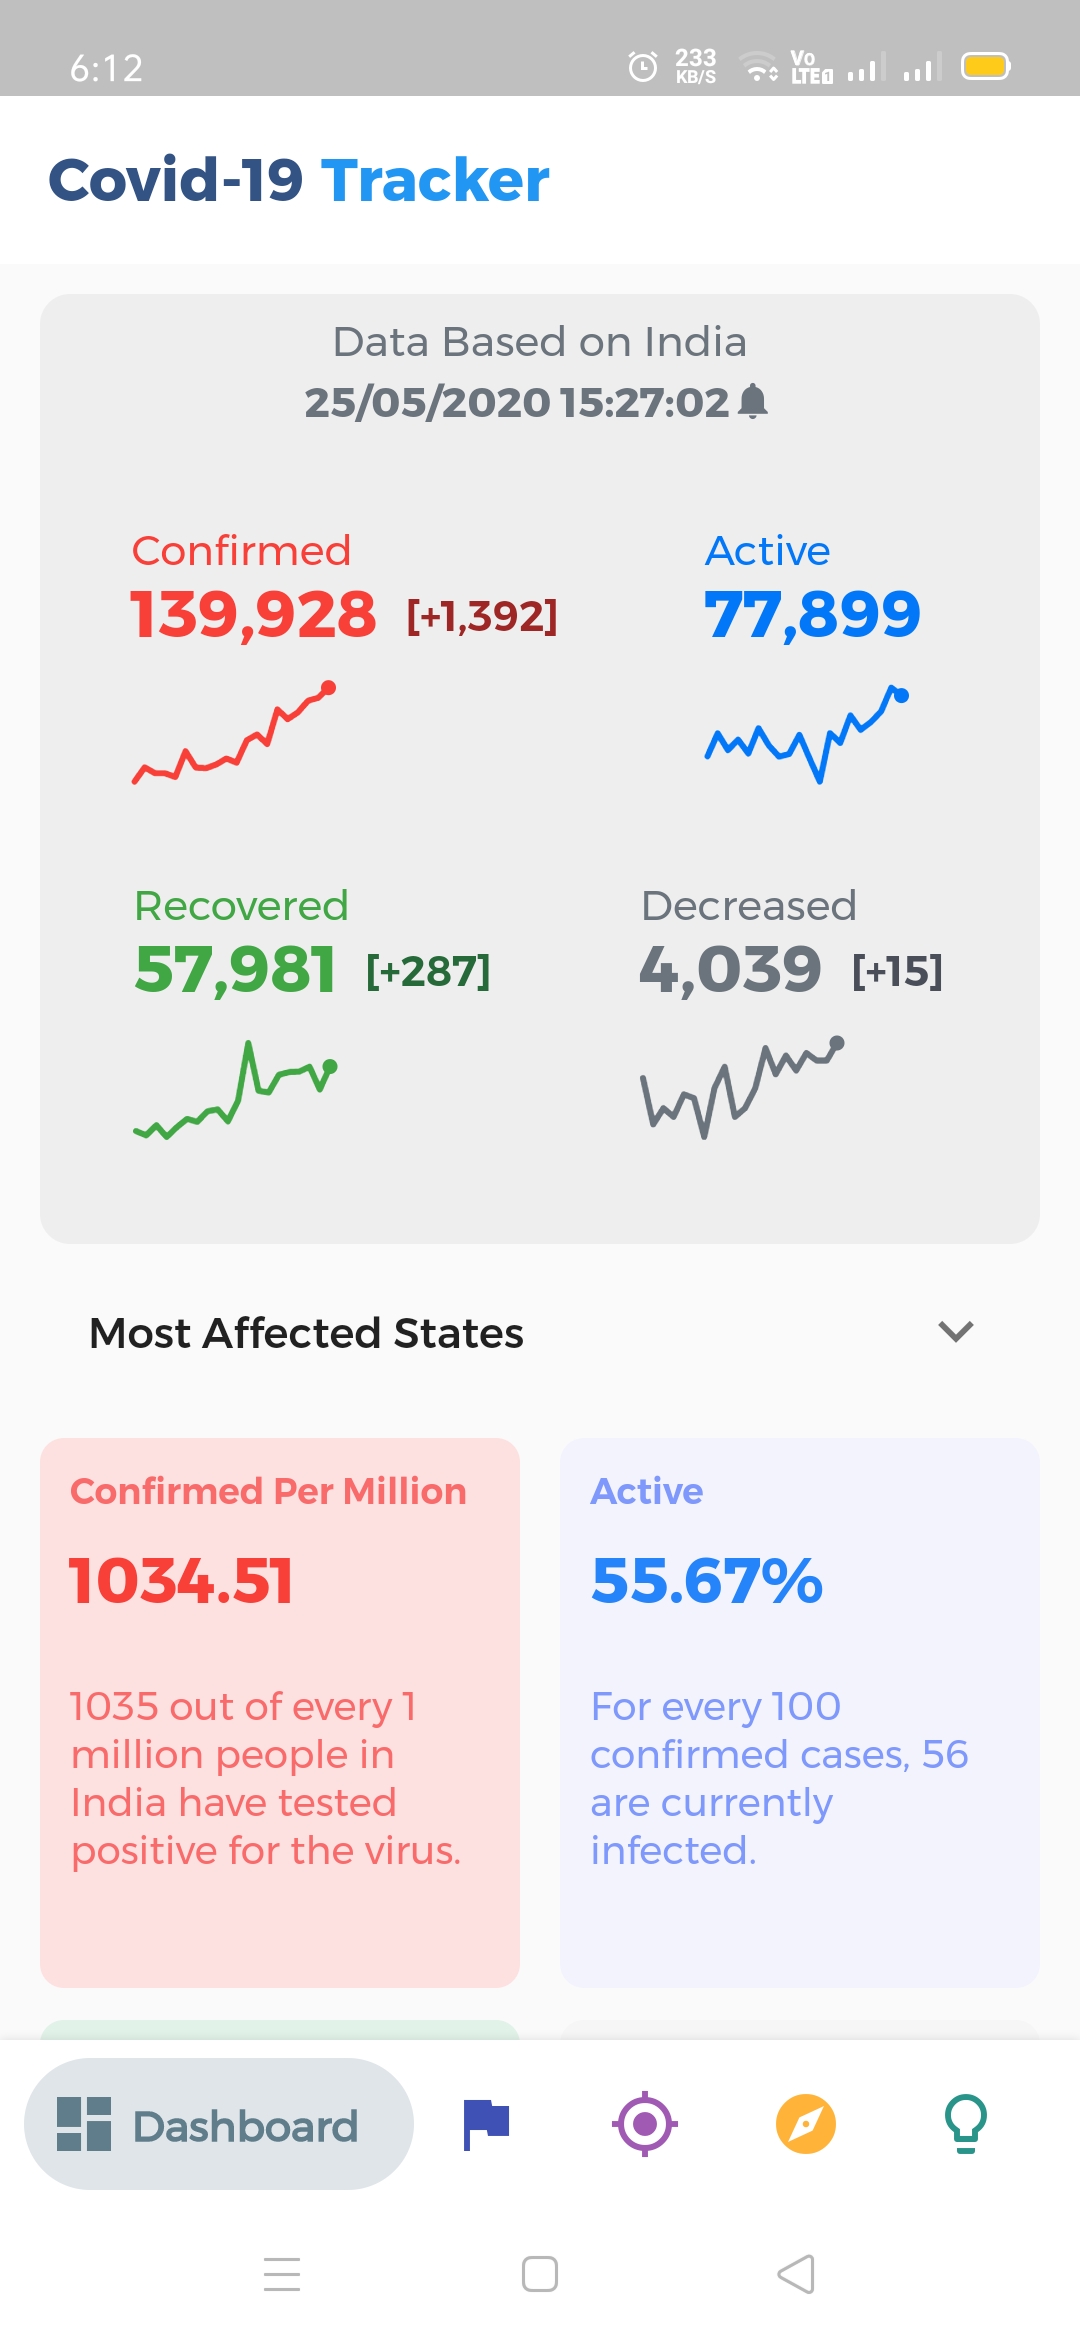 6:12
233
KB/S
Vo
LTE1
Covid-19 Tracker
Data Based on India
25/05/2020 15:27:02
Confirmed
139,928 [+1,392]
Active
77,899
Recovered
57,981 [+287]
Decreased
4,039 [+15]
Most Affected States
Confirmed Per Million
1034.51
1035 out of every 1
million people in
India have tested
positive for the virus.
Active
55.67%
For every 100
confirmed cases, 56
are currently
infected.
Dashboard